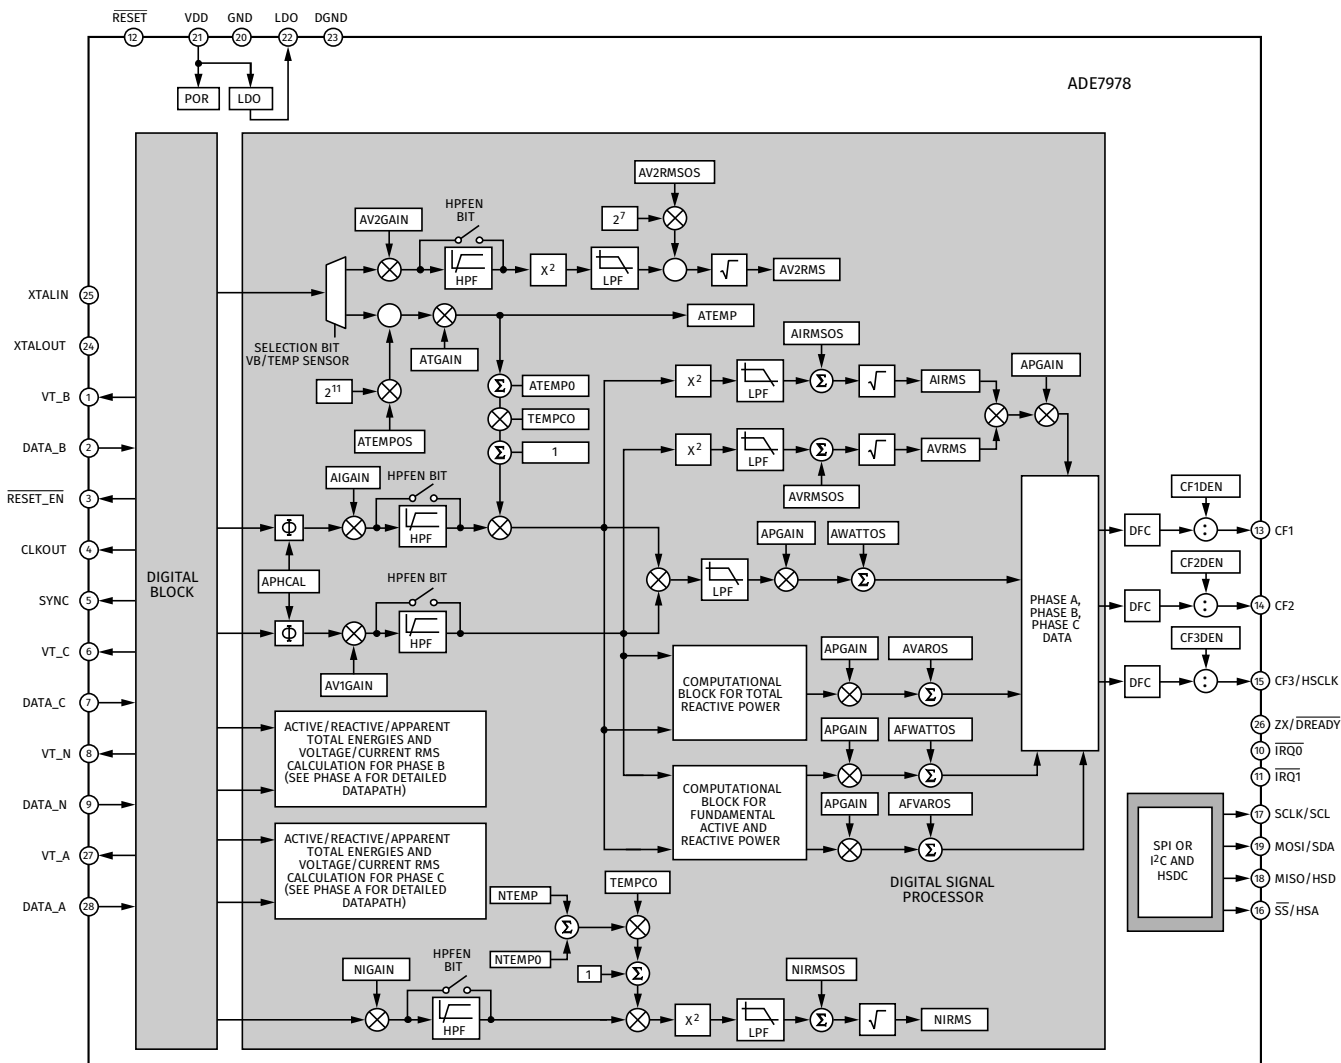 RESET VDD GND LDO DGND
12 21 20 22 23
POR LDO
ADE7978
AV2RMSOS
HPFEN
BIT
AV2GAIN
2⁷
X² LPF √ AV2RMS
HPF
XTALIN 25
XTALOUT 24
VT_B 1
DATA_B 2
RESET_EN 3
CLKOUT 4
SYNC 5
VT_C 6
DATA_C 7
VT_N 8
DATA_N 9
VT_A 27
DATA_A 28
DIGITAL
BLOCK
SELECTION BIT
VB/TEMP SENSOR
ATGAIN
ATEMP
2¹¹
ATEMPOS
Σ ATEMP0
TEMPCO
Σ 1
AIRMSOS
X² LPF Σ √ AIRMS
APGAIN
X² LPF Σ √ AVRMS
AVRMSOS
AIGAIN
HPFEN BIT
Φ HPF
APHCAL
HPFEN BIT
Φ HPF
AV1GAIN
APGAIN AWATTOS
LPF Σ
COMPUTATIONAL
BLOCK FOR TOTAL
REACTIVE POWER
APGAIN AVAROS
Σ
APGAIN AFWATTOS
Σ
COMPUTATIONAL
BLOCK FOR
FUNDAMENTAL
ACTIVE AND
REACTIVE POWER
APGAIN AFVAROS
Σ
PHASE A,
PHASE B,
PHASE C
DATA
ACTIVE/REACTIVE/APPARENT
TOTAL ENERGIES AND
VOLTAGE/CURRENT RMS
CALCULATION FOR PHASE B
(SEE PHASE A FOR DETAILED
DATAPATH)
ACTIVE/REACTIVE/APPARENT
TOTAL ENERGIES AND
VOLTAGE/CURRENT RMS
CALCULATION FOR PHASE C
(SEE PHASE A FOR DETAILED
DATAPATH)
DIGITAL SIGNAL
PROCESSOR
NTEMP
Σ
NTEMP0
TEMPCO
1 Σ
NIGAIN
HPFEN
BIT
HPF
NIRMSOS
X² LPF Σ √ NIRMS
CF1DEN
DFC : 13 CF1
CF2DEN
DFC : 14 CF2
CF3DEN
DFC : 15 CF3/HSCLK
26 ZX/DREADY
10 IRQ0
11 IRQ1
SPI OR
I²C AND
HSDC
17 SCLK/SCL
19 MOSI/SDA
18 MISO/HSD
16 SS/HSA